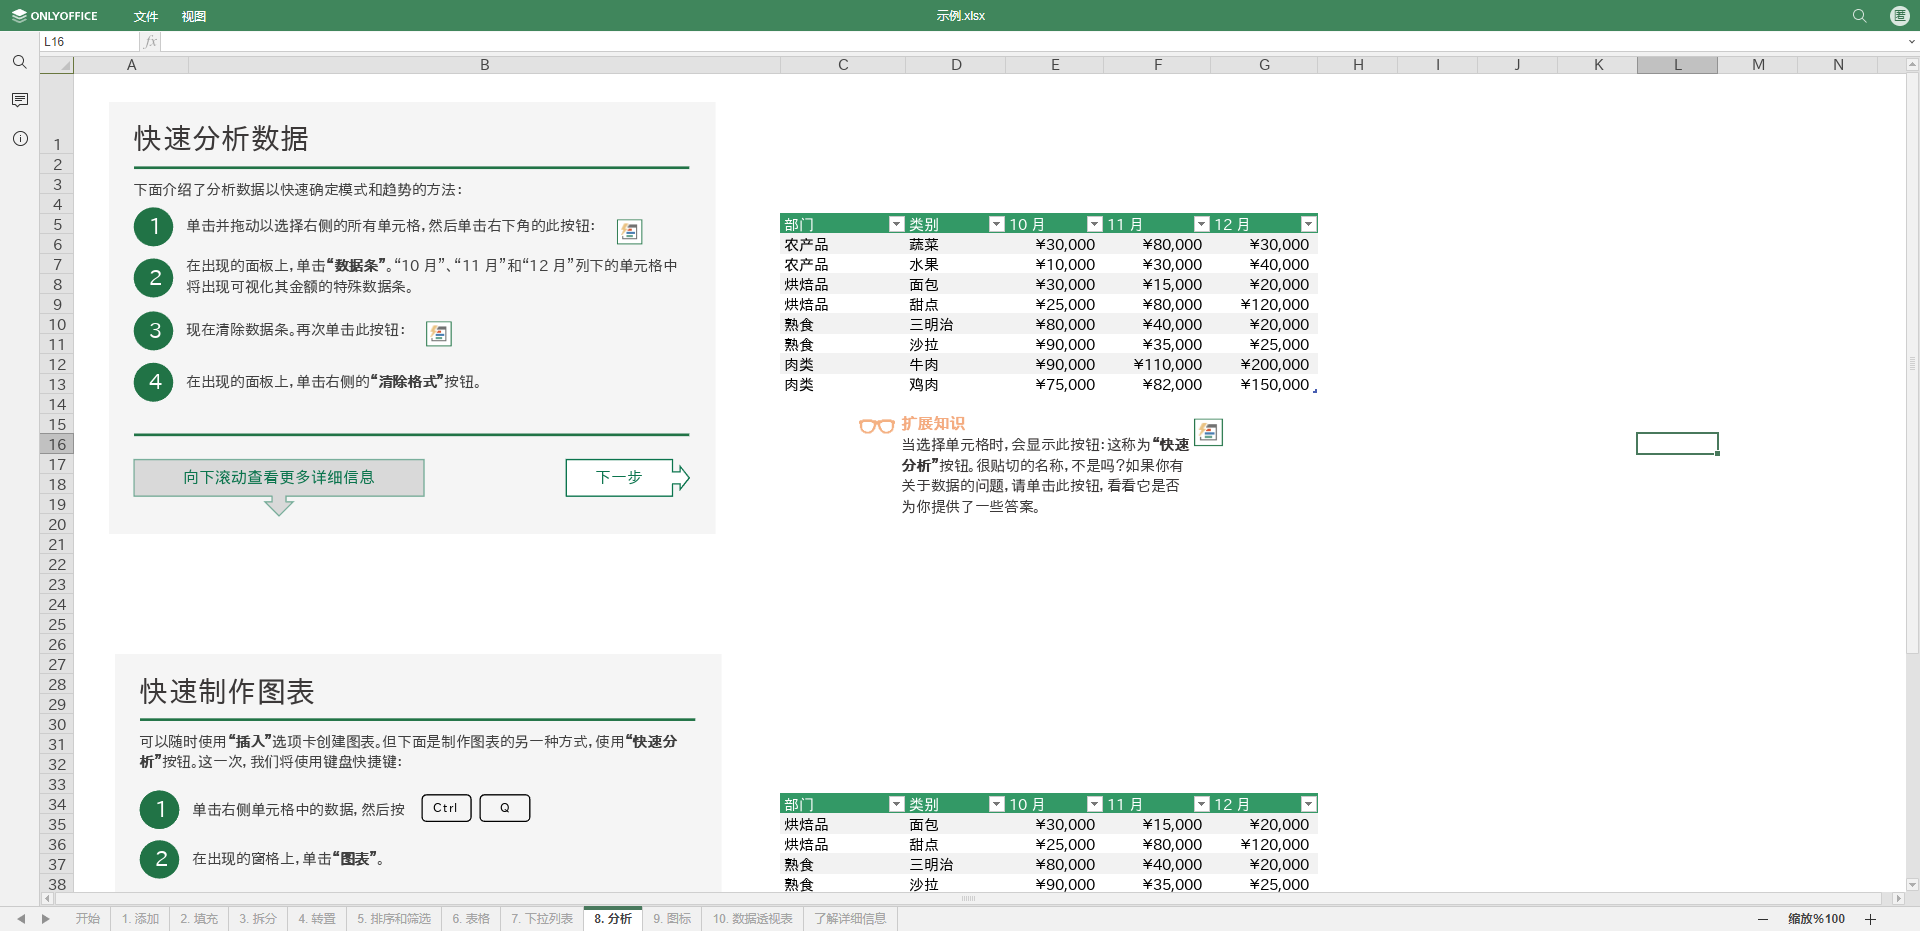 ONLYOFFICE 文件 视图 示例.xlsx 匿
L16 fx
A B C D E F G H I J K L M N
快速分析数据
下面介绍了分析数据以快速确定模式和趋势的方法：
1 单击并拖动以选择右侧的所有单元格，然后单击右下角的此按钮：
2 在出现的面板上，单击“数据条”。“10 月”、“11 月”和“12 月”列下的单元格中
将出现可视化其金额的特殊数据条。
3 现在清除数据条。再次单击此按钮：
4 在出现的面板上，单击右侧的“清除格式”按钮。
向下滚动查看更多详细信息
下一步
部门 类别 10 月 11 月 12 月
农产品 蔬菜 ¥30,000 ¥80,000 ¥30,000
农产品 水果 ¥10,000 ¥30,000 ¥40,000
烘焙品 面包 ¥30,000 ¥15,000 ¥20,000
烘焙品 甜点 ¥25,000 ¥80,000 ¥120,000
熟食 三明治 ¥80,000 ¥40,000 ¥20,000
熟食 沙拉 ¥90,000 ¥35,000 ¥25,000
肉类 牛肉 ¥90,000 ¥110,000 ¥200,000
肉类 鸡肉 ¥75,000 ¥82,000 ¥150,000
扩展知识
当选择单元格时，会显示此按钮：这称为“快速
分析”按钮。很贴切的名称，不是吗？如果你有
关于数据的问题，请单击此按钮，看看它是否
为你提供了一些答案。
快速制作图表
可以随时使用“插入”选项卡创建图表。但下面是制作图表的另一种方式，使用“快速分
析”按钮。这一次，我们将使用键盘快捷键：
1 单击右侧单元格中的数据，然后按 Ctrl Q
2 在出现的窗格上，单击“图表”。
部门 类别 10 月 11 月 12 月
烘焙品 面包 ¥30,000 ¥15,000 ¥20,000
烘焙品 甜点 ¥25,000 ¥80,000 ¥120,000
熟食 三明治 ¥80,000 ¥40,000 ¥20,000
熟食 沙拉 ¥90,000 ¥35,000 ¥25,000
1
2
3
4
5
6
7
8
9
10
11
12
13
14
15
16
17
18
19
20
21
22
23
24
25
26
27
28
29
30
31
32
33
34
35
36
37
38
开始 1. 添加 2. 填充 3. 拆分 4. 转置 5. 排序和筛选 6. 表格 7. 下拉列表 8. 分析 9. 图标 10. 数据透视表 了解详细信息 缩放%100